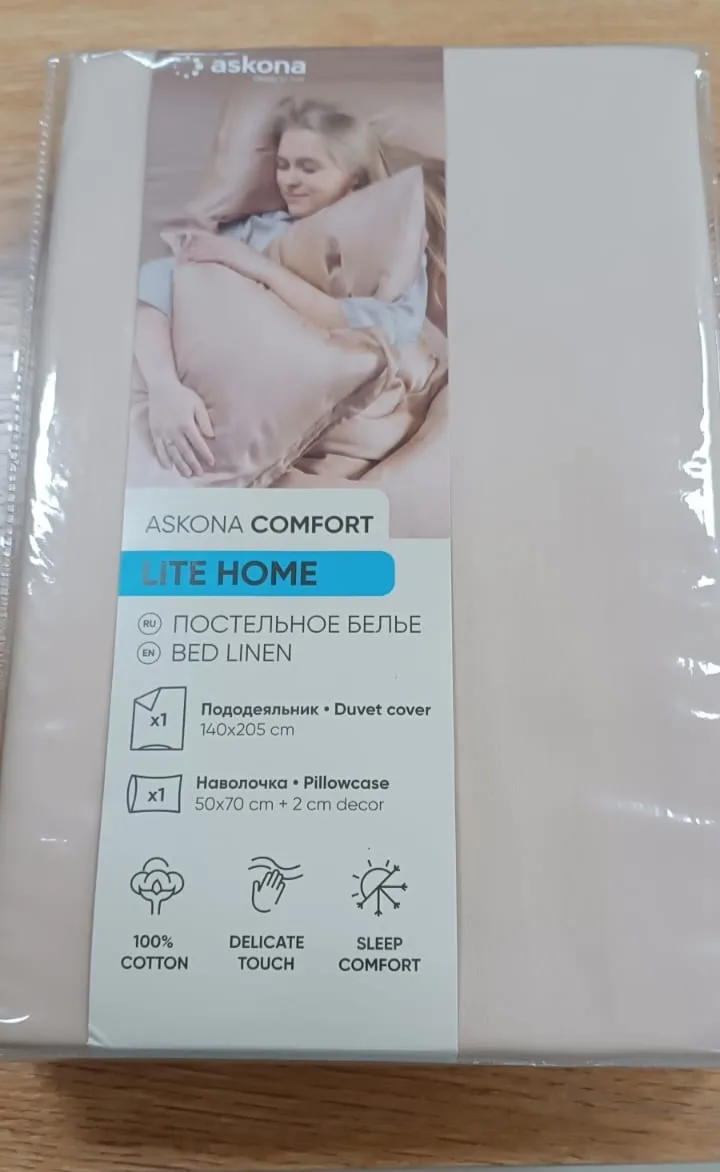 askona
ASKONA COMFORT
LITE HOME
RU ПОСТЕЛЬНОЕ БЕЛЬЕ
EN BED LINEN
x1
Пододеяльник • Duvet cover
140x205 cm
x1
Наволочка • Pillowcase
50x70 cm + 2 cm decor
100%
COTTON
DELICATE
TOUCH
SLEEP
COMFORT